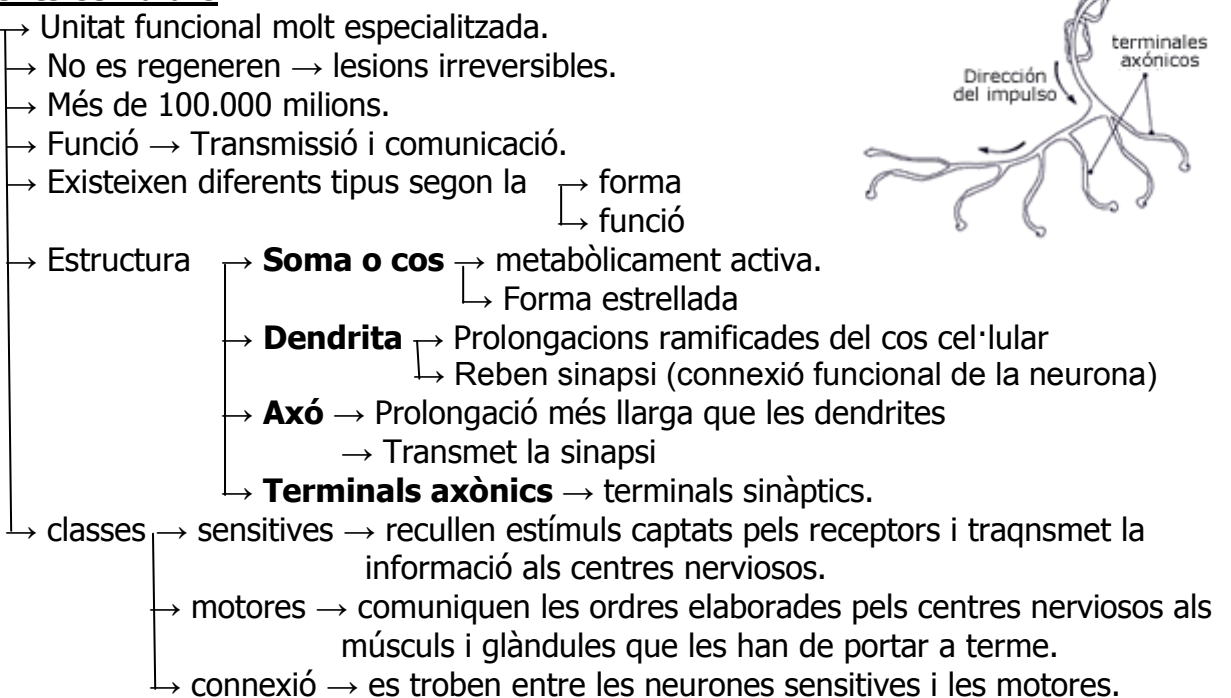 → Unitat funcional molt especialitzada.
→ No es regeneren → lesions irreversibles.
→ Més de 100.000 milions.
→ Funció → Transmissió i comunicació.
→ Existeixen diferents tipus segon la → forma
→ funció
terminales
axónicos
Dirección
del impulso
→ Estructura → Soma o cos → metabòlicament activa.
→ Forma estrellada
→ Dendrita → Prolongacions ramificades del cos cel·lular
→ Reben sinapsi (connexió funcional de la neurona)
→ Axó → Prolongació més llarga que les dendrites
→ Transmet la sinapsi
→ Terminals axònics → terminals sinàptics.
→ classes → sensitives → recullen estímuls captats pels receptors i traqnsmet la
informació als centres nerviosos.
→ motores → comuniquen les ordres elaborades pels centres nerviosos als
músculs i glàndules que les han de portar a terme.
→ connexió → es troben entre les neurones sensitives i les motores.